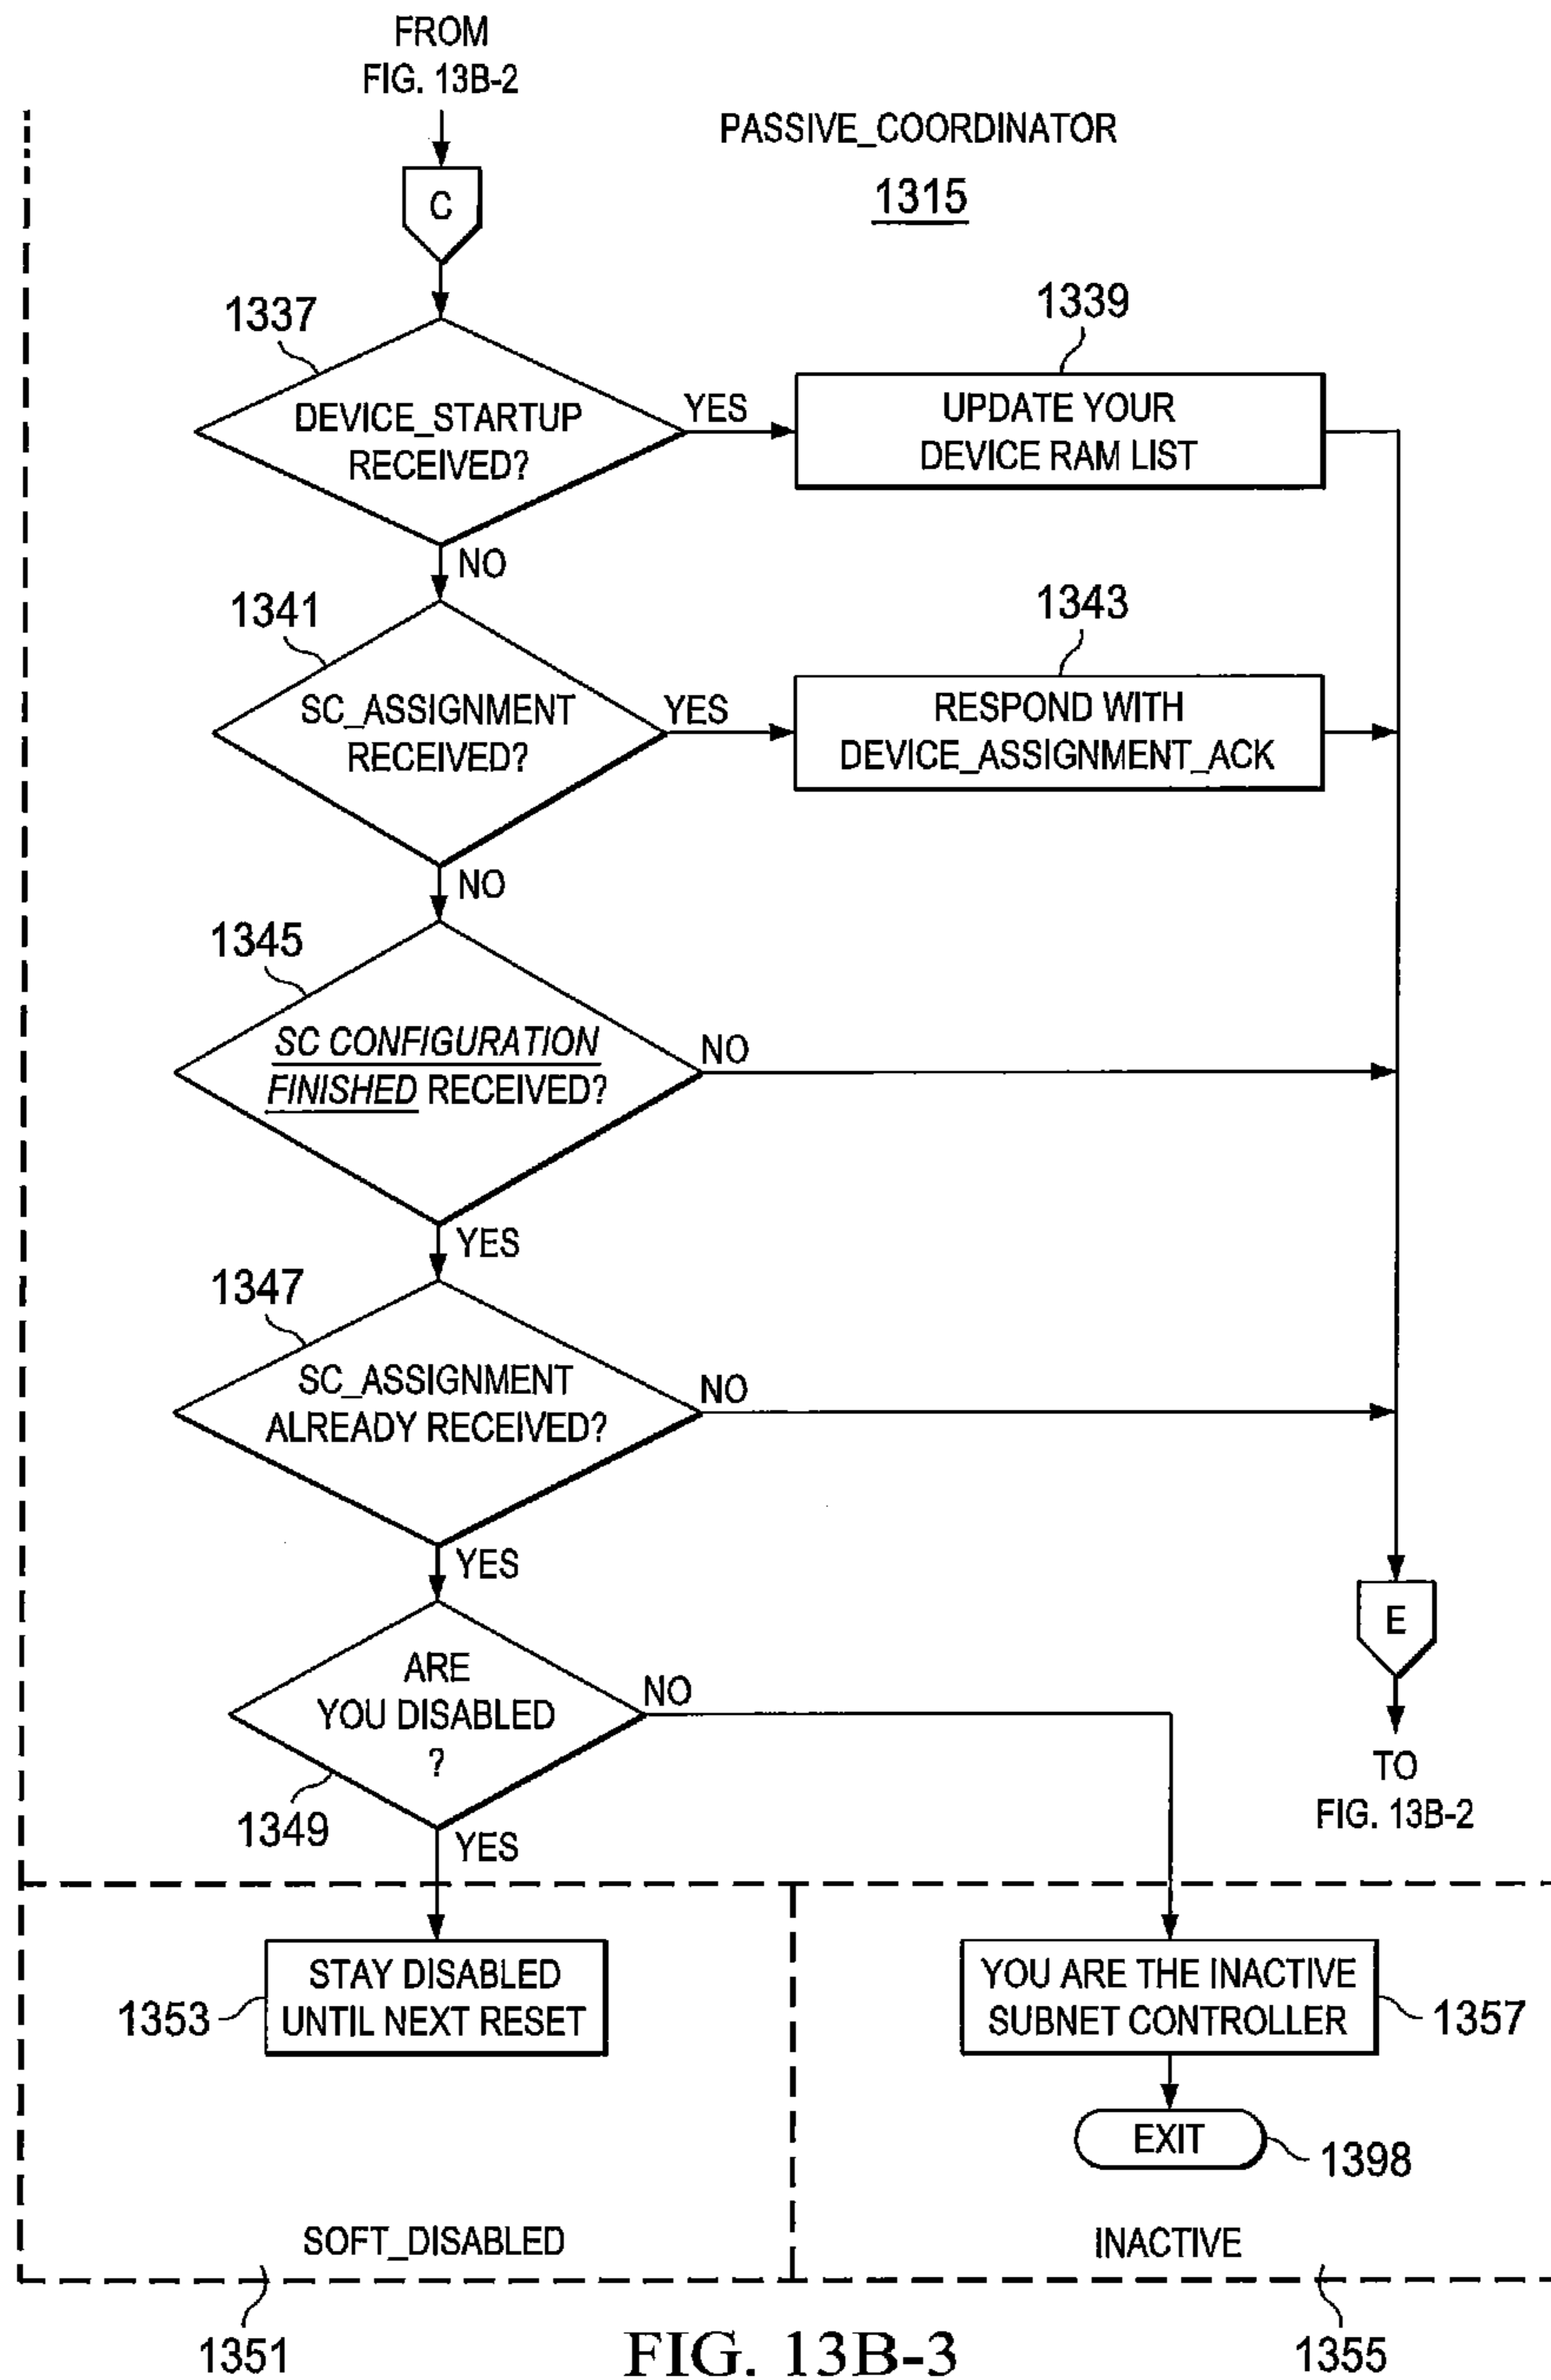 FROM
FIG. 13B-2
PASSIVE_COORDINATOR
1315
C
1337
DEVICE_STARTUP
RECEIVED?
YES
1339
UPDATE YOUR
DEVICE RAM LIST
NO
1341
SC_ASSIGNMENT
RECEIVED?
YES
1343
RESPOND WITH
DEVICE_ASSIGNMENT_ACK
NO
1345
SC CONFIGURATION
FINISHED RECEIVED?
NO
YES
1347
SC_ASSIGNMENT
ALREADY RECEIVED?
NO
YES
ARE
YOU DISABLED
?
NO
1349
YES
E
TO
FIG. 13B-2
STAY DISABLED
UNTIL NEXT RESET
1353
YOU ARE THE INACTIVE
SUBNET CONTROLLER
1357
EXIT
1398
SOFT_DISABLED
INACTIVE
1351
1355
FIG. 13B-3